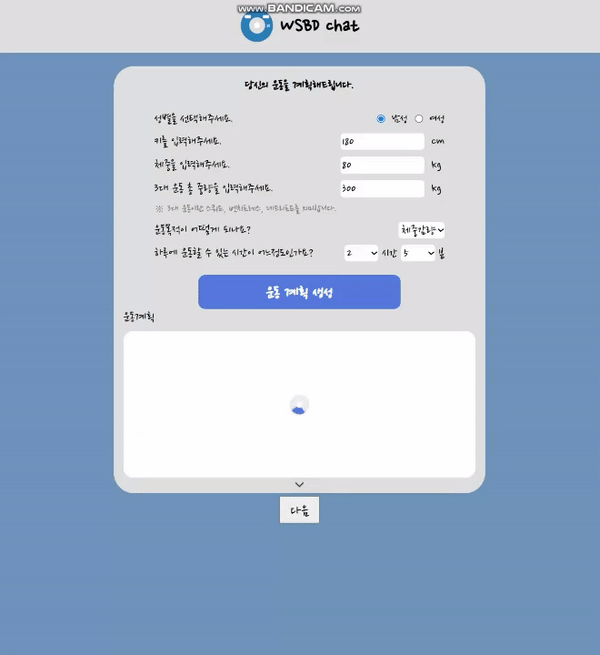 www.BANDICAM.com
WSBD chat
당신의 운동을 계획해드립니다.
성별을 선택해주세요. 남성 여성
키를 입력해주세요. 180 cm
체중을 입력해주세요. 80 kg
3대 운동 총 중량을 입력해주세요. 300 kg
※ 3대 운동이란 스쿼트, 벤치프레스, 데드리프트를 의미합니다.
운동목적이 어떻게 되나요? 체중감량
하루에 운동할 수 있는 시간이 어느정도인가요? 2 시간 5 분
운동 계획 생성
운동계획
다음